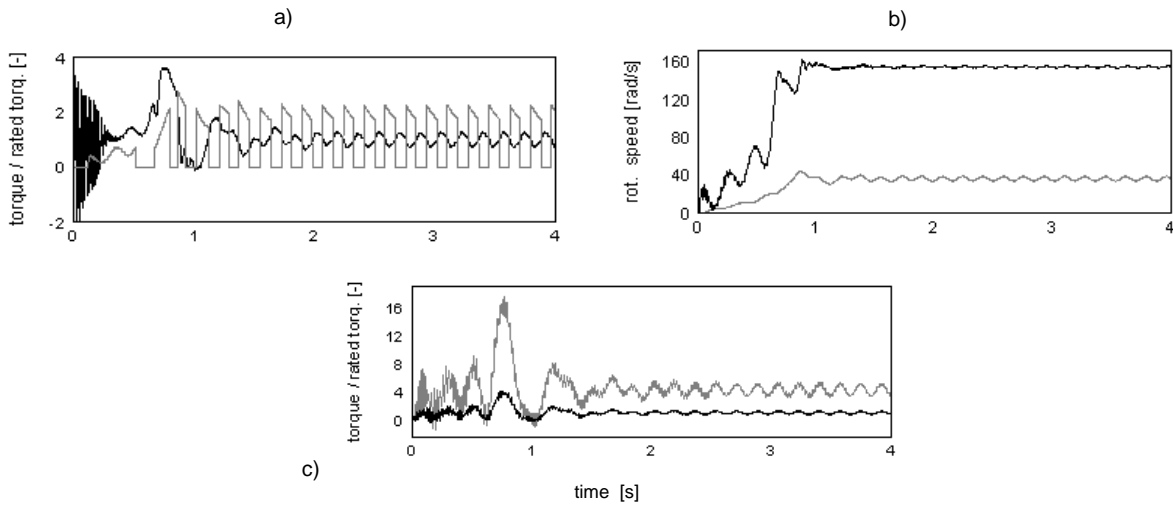 a)
b)
torque / rated torq. [-]
4
2
0
-2
0 1 2 3 4
rot. speed [rad/s]
160
120
80
40
0
0 1 2 3 4
torque / rated torq. [-]
16
12
8
4
0
0 1 2 3 4
c)
time [s]